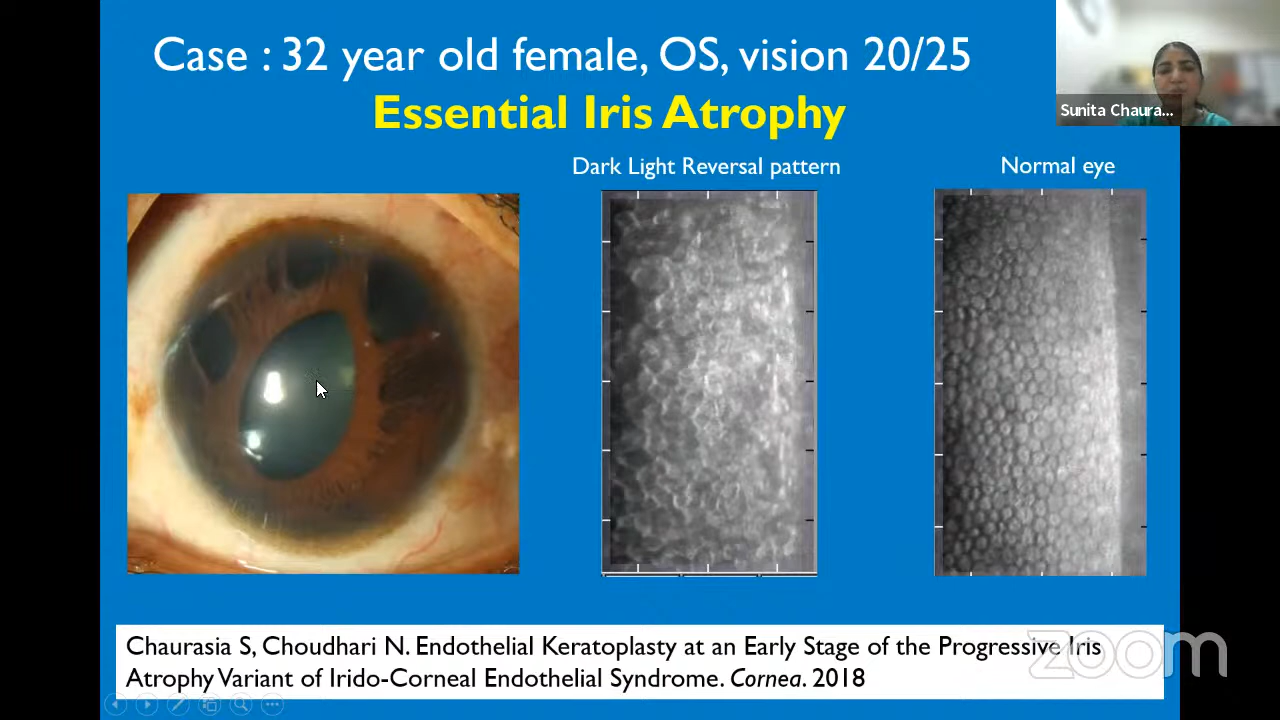 Case : 32 year old female, OS, vision 20/25
Essential Iris Atrophy
Sunita Chaura...
Dark Light Reversal pattern
Normal eye
Chaurasia S, Choudhari N. Endothelial Keratoplasty at an Early Stage of the Progressive Iris
Atrophy Variant of Irido-Corneal Endothelial Syndrome. Cornea. 2018
zoom